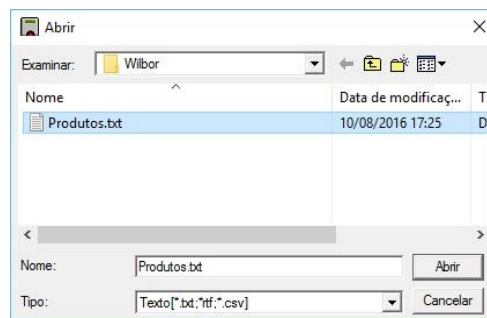 Abrir
Examinar: Wilbor
Nome Data de modificaç... T
Produtos.txt 10/08/2016 17:25 D
Nome: Produtos.txt Abrir
Tipo: Texto[*.txt;*rtf;*.csv] Cancelar